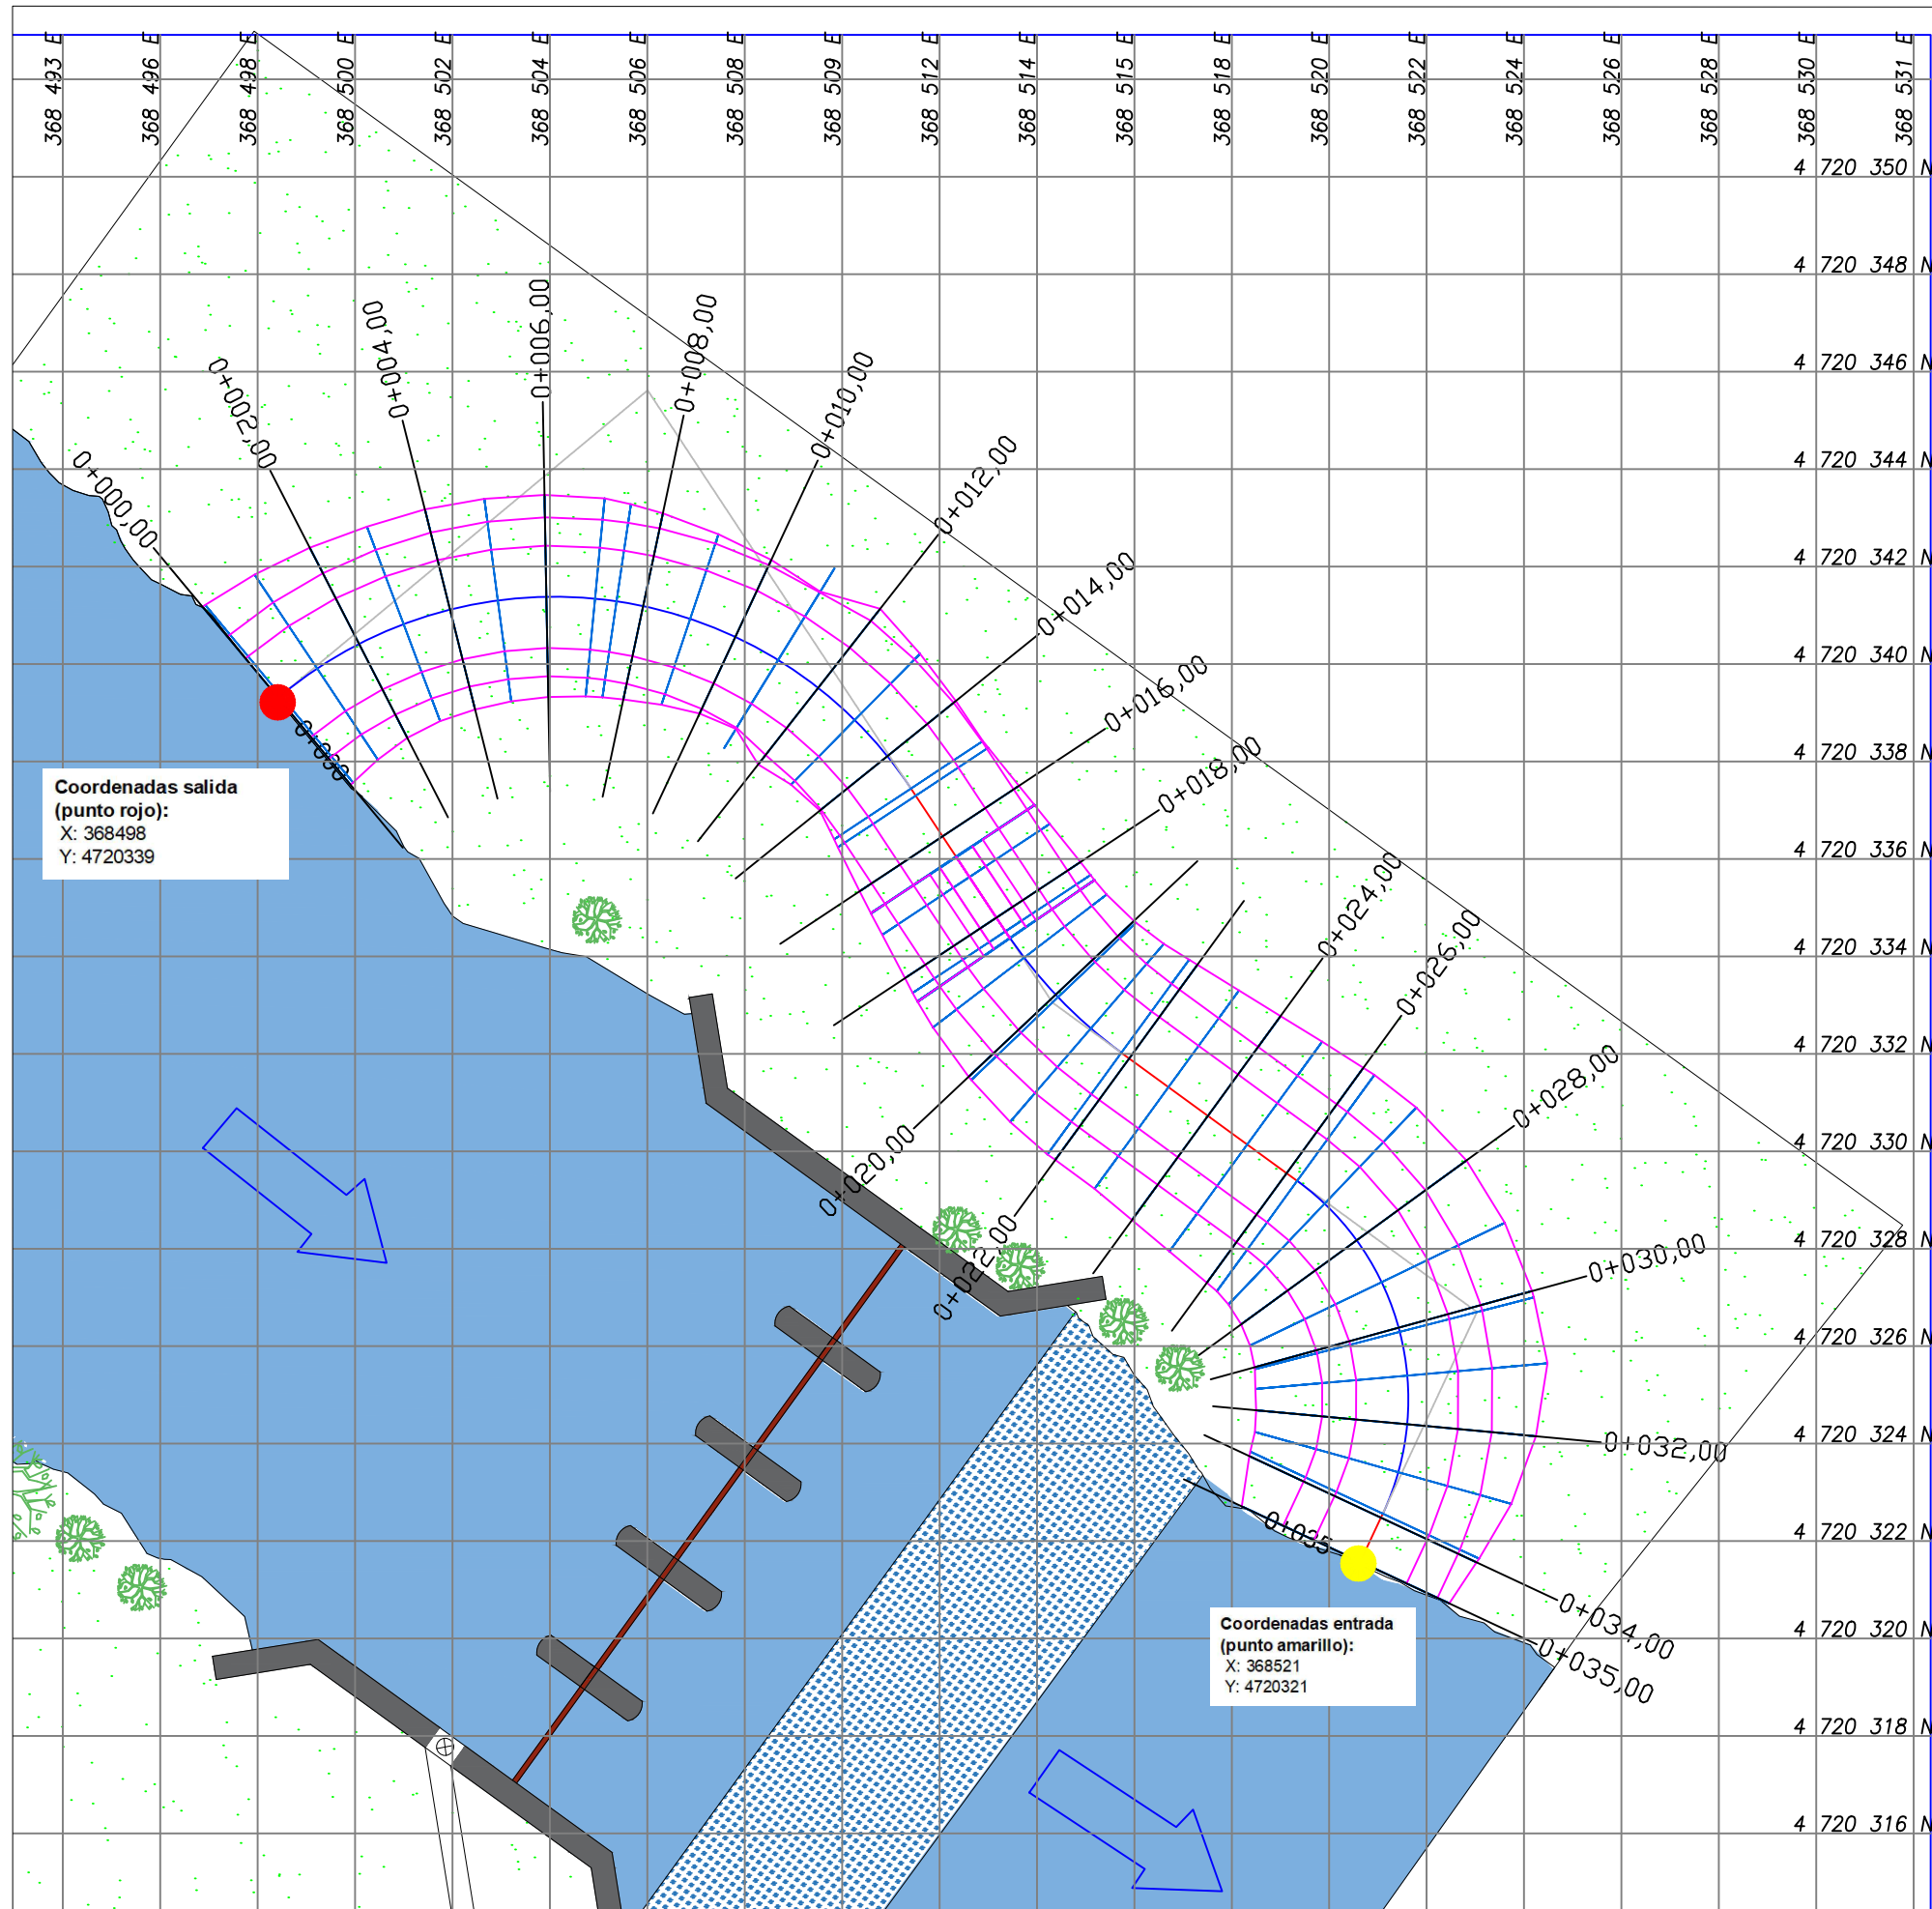 368 493 E
368 496 E
368 498 E
368 500 E
368 502 E
368 504 E
368 506 E
368 508 E
368 509 E
368 512 E
368 514 E
368 515 E
368 518 E
368 520 E
368 522 E
368 524 E
368 526 E
368 528 E
368 530 E
368 531 E
4 720 350 N
4 720 348 N
4 720 346 N
4 720 344 N
4 720 342 N
4 720 340 N
4 720 338 N
4 720 336 N
4 720 334 N
4 720 332 N
4 720 330 N
4 720 328 N
4 720 326 N
4 720 324 N
4 720 322 N
4 720 320 N
4 720 318 N
4 720 316 N
0+000,00
0+002,00
0+004,00
0+006,00
0+008,00
0+010,00
0+012,00
0+014,00
0+016,00
0+018,00
0+020,00
0+022,00
0+024,00
0+026,00
0+028,00
0+030,00
0+032,00
0+034,00
0+035,00
0+035
Coordenadas salida
(punto rojo):
X: 368498
Y: 4720339
Coordenadas entrada
(punto amarillo):
X: 368521
Y: 4720321